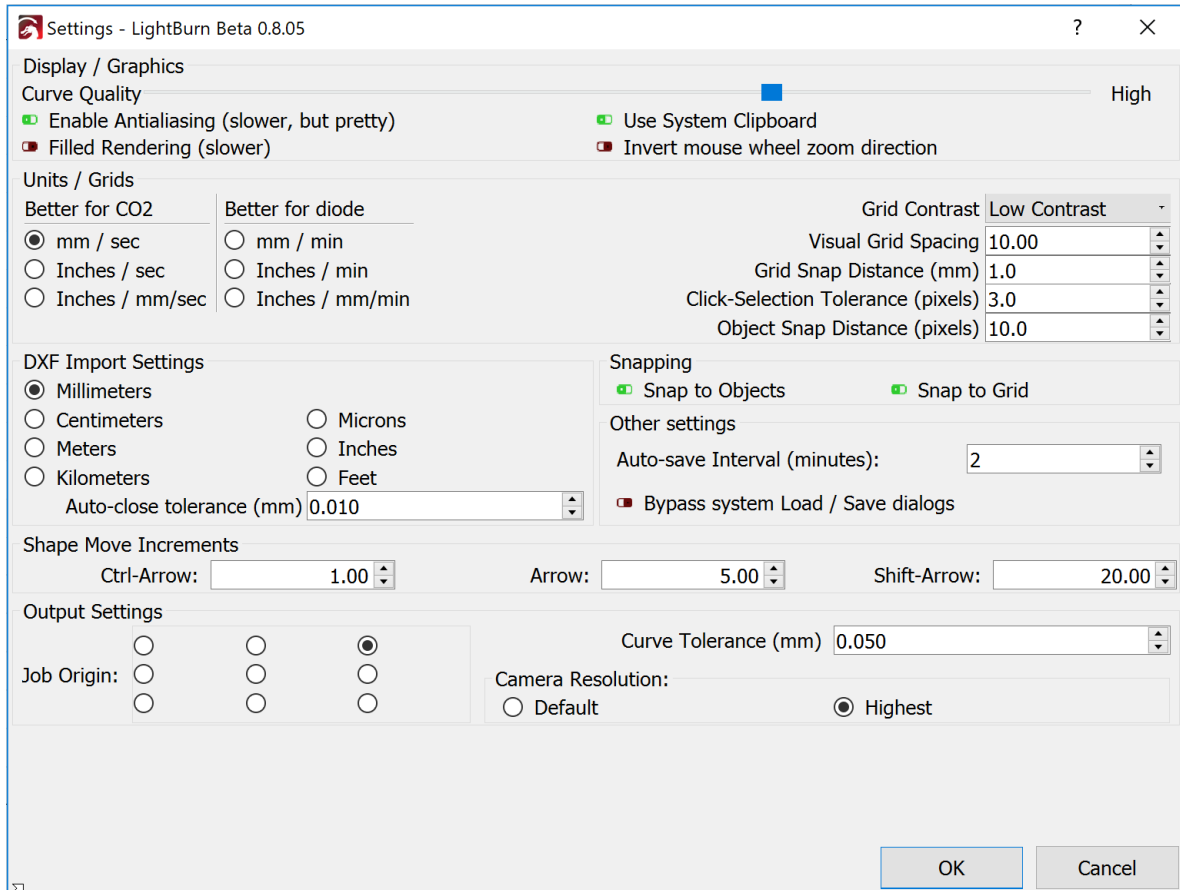 Settings - LightBurn Beta 0.8.05
?
Display / Graphics
Curve Quality High
Enable Antialiasing (slower, but pretty) Use System Clipboard
Filled Rendering (slower) Invert mouse wheel zoom direction
Units / Grids
Better for CO2 Better for diode Grid Contrast Low Contrast
mm / sec mm / min Visual Grid Spacing 10.00
Inches / sec Inches / min Grid Snap Distance (mm) 1.0
Inches / mm/sec Inches / mm/min Click-Selection Tolerance (pixels) 3.0
Object Snap Distance (pixels) 10.0
DXF Import Settings
Millimeters
Centimeters Microns
Meters Inches
Kilometers Feet
Auto-close tolerance (mm) 0.010
Snapping
Snap to Objects Snap to Grid
Other settings
Auto-save Interval (minutes): 2
Bypass system Load / Save dialogs
Shape Move Increments
Ctrl-Arrow: 1.00 Arrow: 5.00 Shift-Arrow: 20.00
Output Settings
Job Origin:
Curve Tolerance (mm) 0.050
Camera Resolution:
Default Highest
OK Cancel